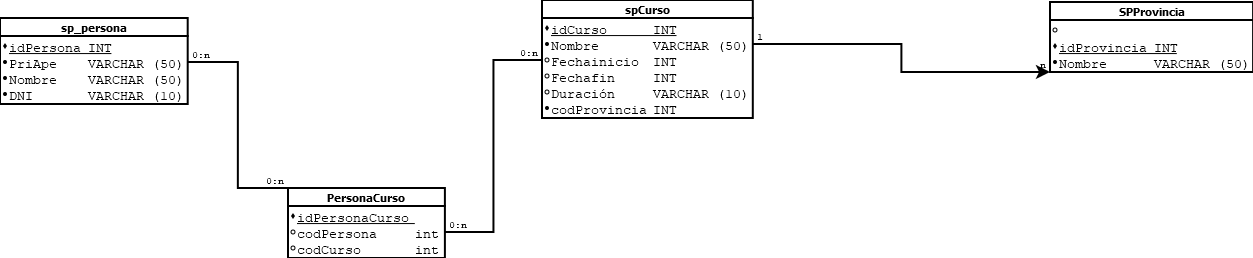 sp_persona
idPersona INT
PriApe VARCHAR (50)
Nombre VARCHAR (50)
DNI VARCHAR (10)
0:n
0:n
PersonaCurso
idPersonaCurso
codPersona int
codCurso int
0:n
0:n
spCurso
idCurso INT
Nombre VARCHAR (50)
Fechainicio INT
Fechafin INT
Duración VARCHAR (10)
codProvincia INT
1
n
SPProvincia
idProvincia INT
Nombre VARCHAR (50)